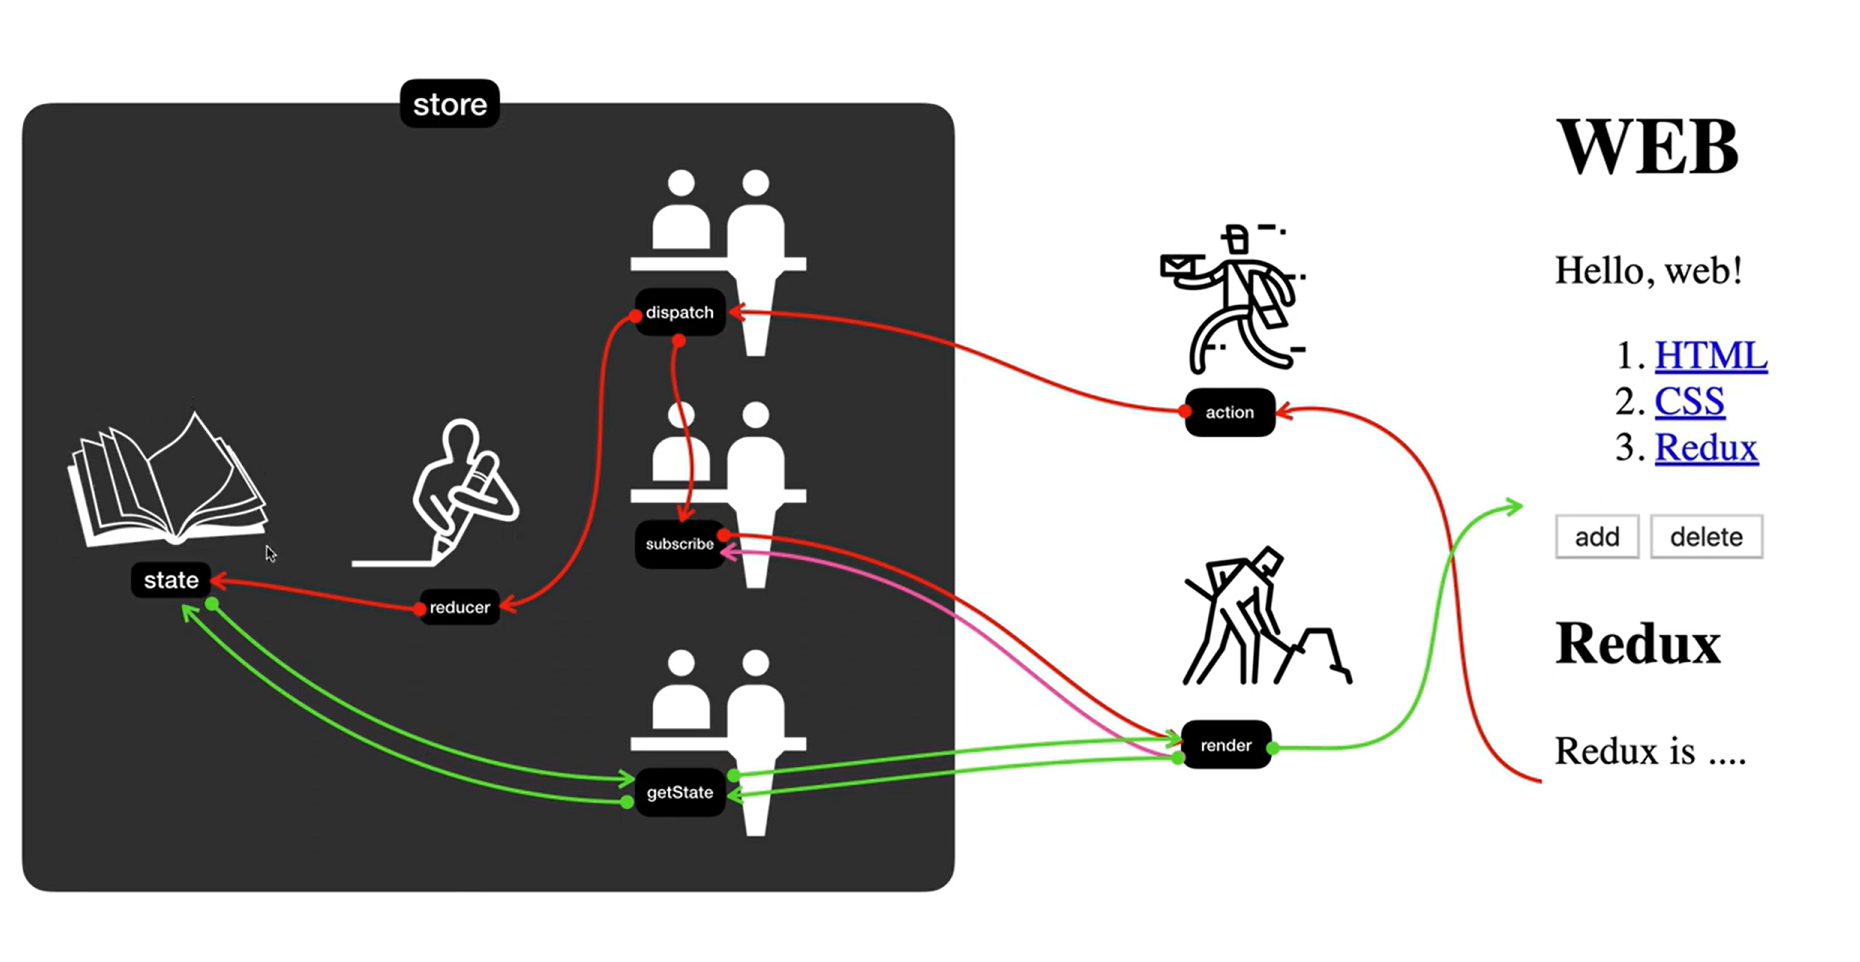 store
dispatch
subscribe
state
reducer
getState
action
render
WEB
Hello, web!
1. HTML
2. CSS
3. Redux
add delete
Redux
Redux is ....